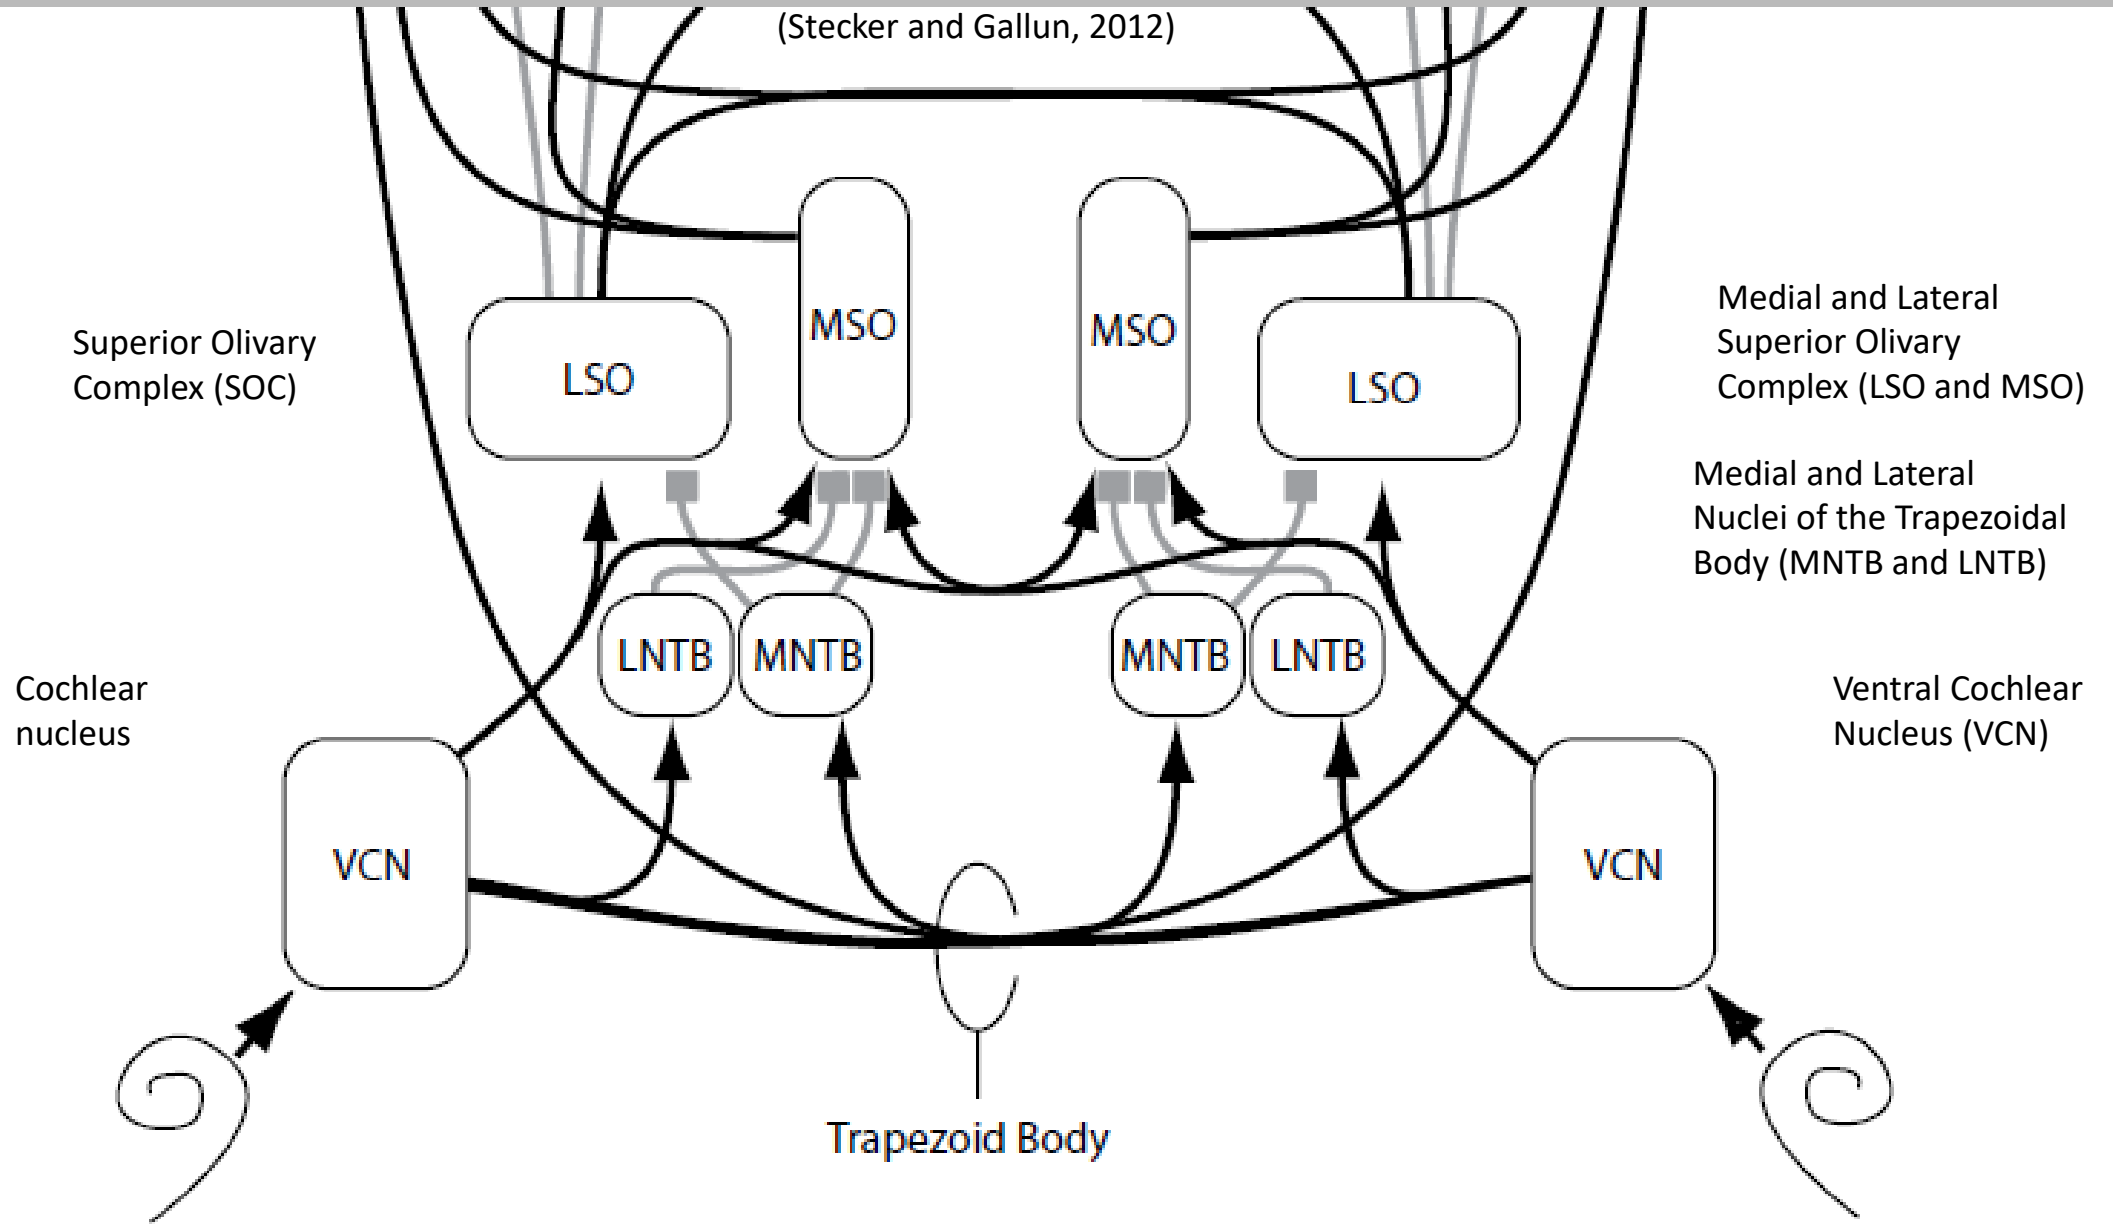 (Stecker and Gallun, 2012)
Superior Olivary
Complex (SOC)
LSO
MSO
MSO
LSO
Medial and Lateral
Superior Olivary
Complex (LSO and MSO)
Medial and Lateral
Nuclei of the Trapezoidal
Body (MNTB and LNTB)
LNTB
MNTB
MNTB
LNTB
Cochlear
nucleus
Ventral Cochlear
Nucleus (VCN)
VCN
VCN
Trapezoid Body